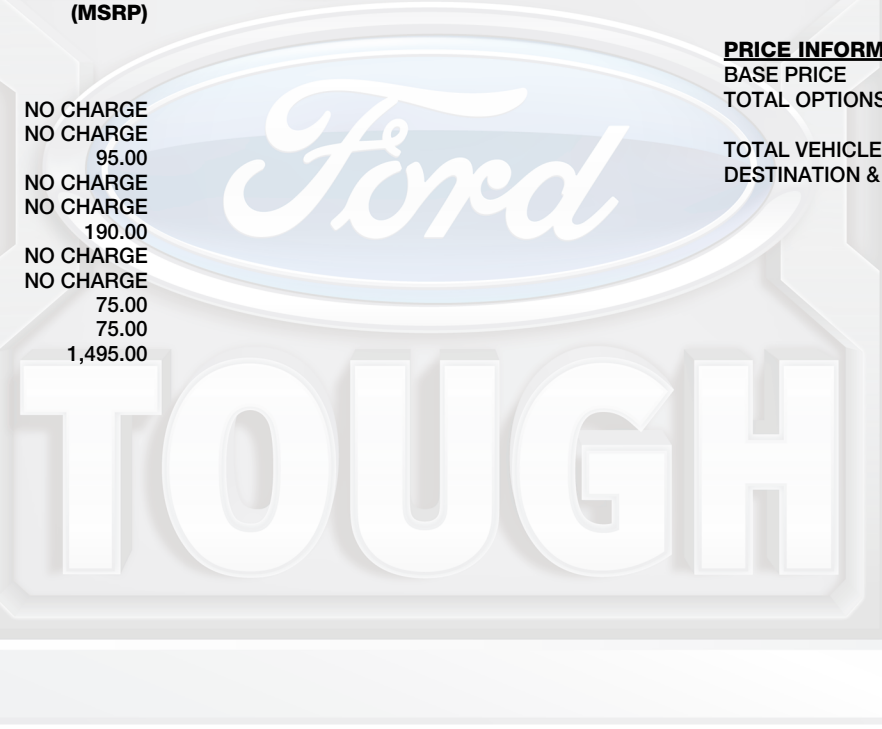 (MSRP)
NO CHARGE
NO CHARGE
95.00
NO CHARGE
NO CHARGE
190.00
NO CHARGE
NO CHARGE
75.00
75.00
1,495.00
PRICE INFORM
BASE PRICE
TOTAL OPTIONS
TOTAL VEHICLE
DESTINATION &
Ford
TOUGH